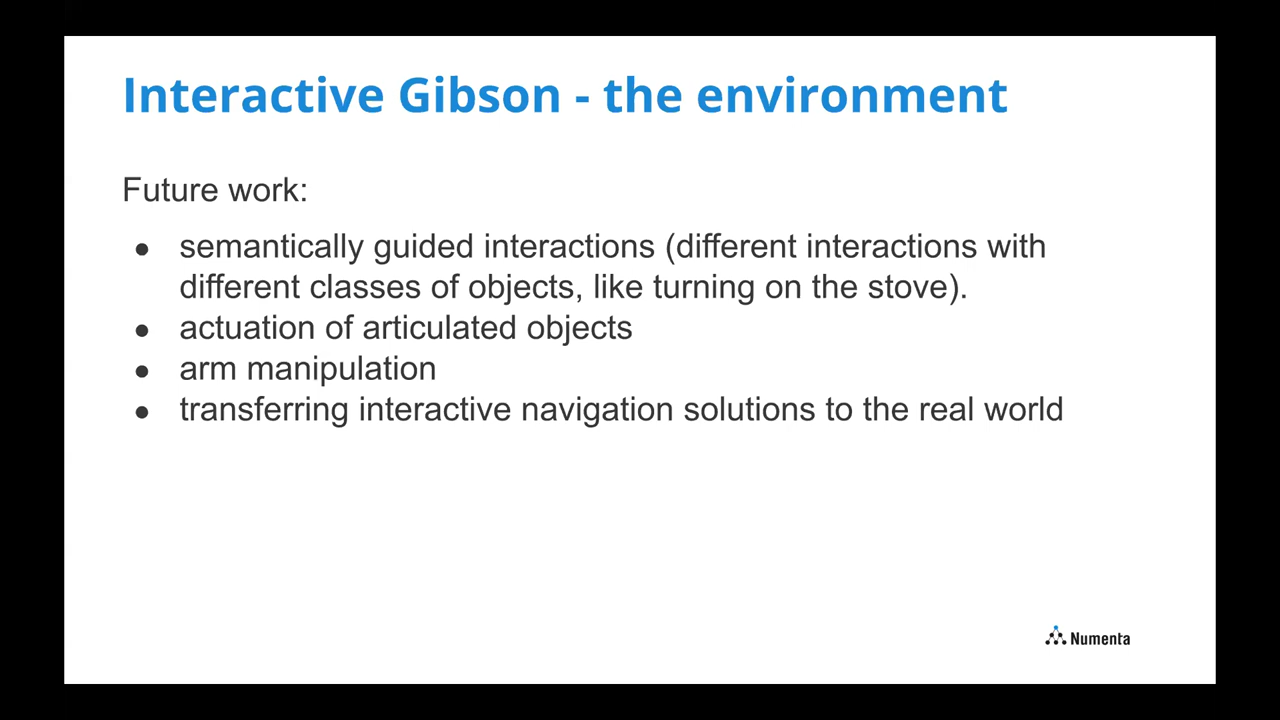 Interactive Gibson - the environment
Future work:
● semantically guided interactions (different interactions with
different classes of objects, like turning on the stove).
● actuation of articulated objects
● arm manipulation
● transferring interactive navigation solutions to the real world
Numenta